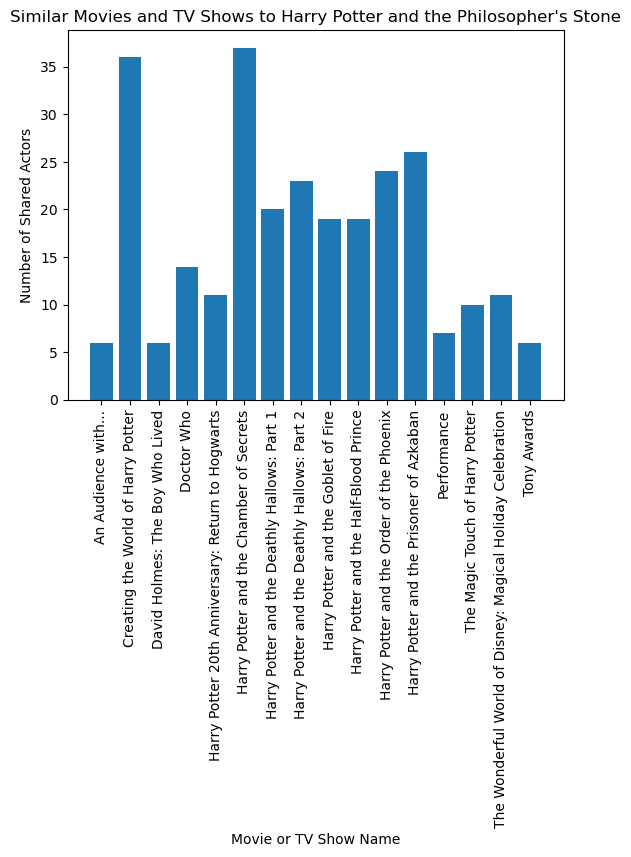 Similar Movies and TV Shows to Harry Potter and the Philosopher's Stone
Number of Shared Actors
35
30
25
20
15
10
5
0
An Audience with...
Creating the World of Harry Potter
David Holmes: The Boy Who Lived
Doctor Who
Harry Potter 20th Anniversary: Return to Hogwarts
Harry Potter and the Chamber of Secrets
Harry Potter and the Deathly Hallows: Part 1
Harry Potter and the Deathly Hallows: Part 2
Harry Potter and the Goblet of Fire
Harry Potter and the Half-Blood Prince
Harry Potter and the Order of the Phoenix
Harry Potter and the Prisoner of Azkaban
Performance
The Magic Touch of Harry Potter
The Wonderful World of Disney: Magical Holiday Celebration
Tony Awards
Movie or TV Show Name